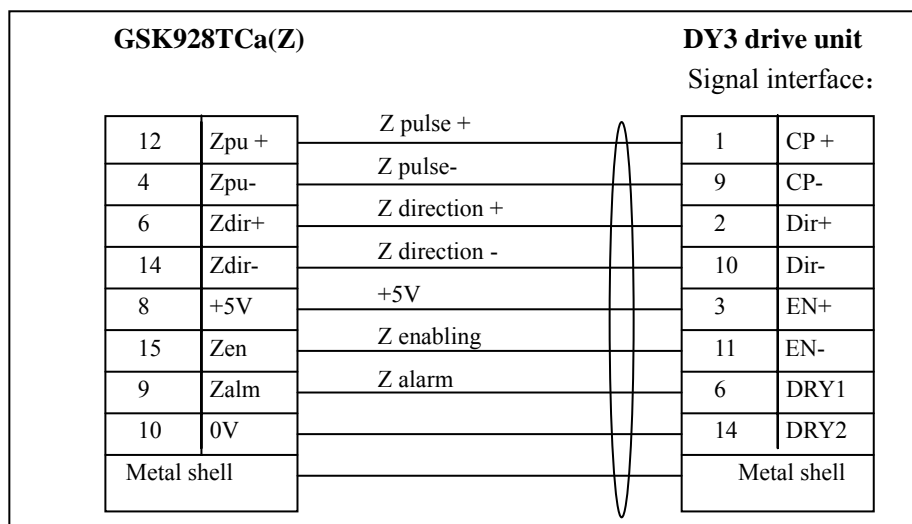 GSK928TCa(Z) DY3 drive unit
Signal interface：
12 Zpu + Z pulse + 1 CP +
4 Zpu- Z pulse- 9 CP-
6 Zdir+ Z direction + 2 Dir+
14 Zdir- Z direction - 10 Dir-
8 +5V +5V 3 EN+
15 Zen Z enabling 11 EN-
9 Zalm Z alarm 6 DRY1
10 0V 14 DRY2
Metal shell Metal shell